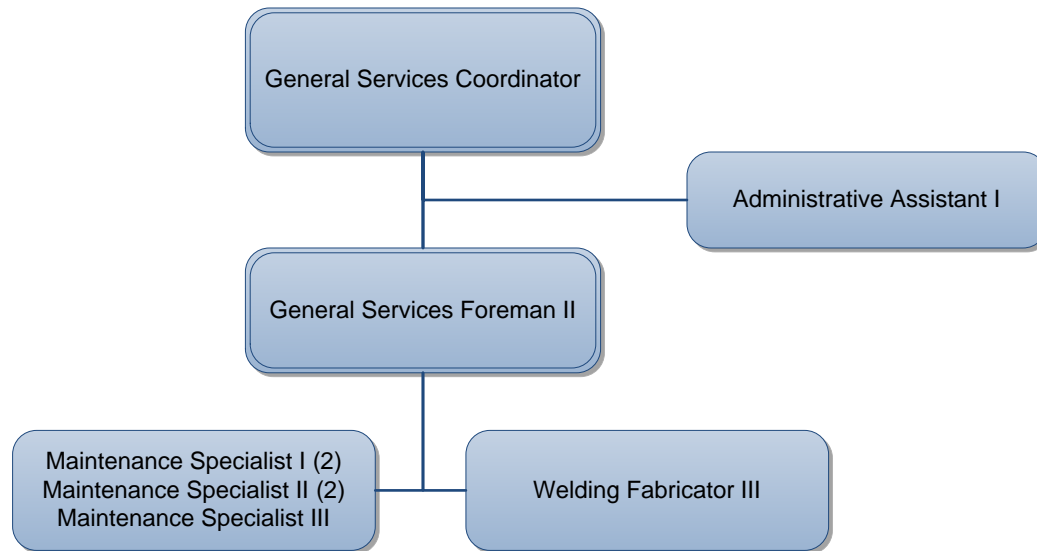 General Services Coordinator
Administrative Assistant I
General Services Foreman II
Maintenance Specialist I (2)
Maintenance Specialist II (2)
Maintenance Specialist III
Welding Fabricator III